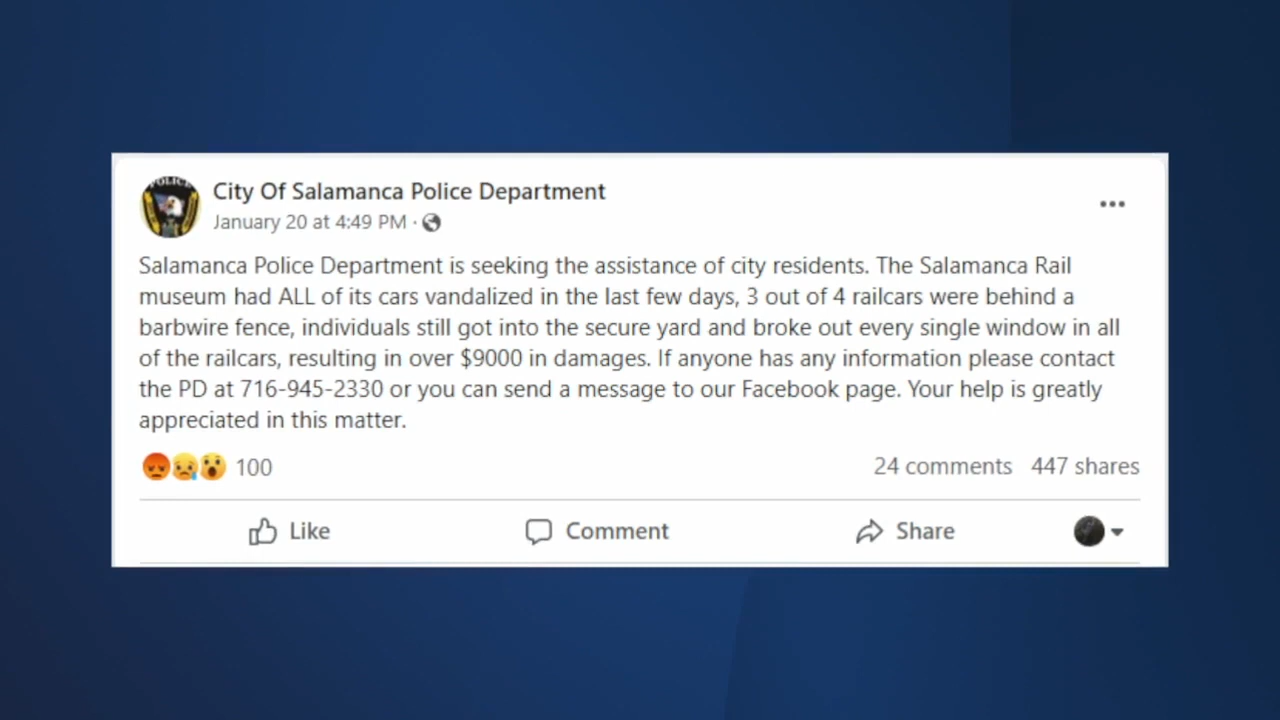 POLICE
City Of Salamanca Police Department
January 20 at 4:49 PM ·
Salamanca Police Department is seeking the assistance of city residents. The Salamanca Rail
museum had ALL of its cars vandalized in the last few days, 3 out of 4 railcars were behind a
barbwire fence, individuals still got into the secure yard and broke out every single window in all
of the railcars, resulting in over $9000 in damages. If anyone has any information please contact
the PD at 716-945-2330 or you can send a message to our Facebook page. Your help is greatly
appreciated in this matter.
100 24 comments 447 shares
Like Comment Share